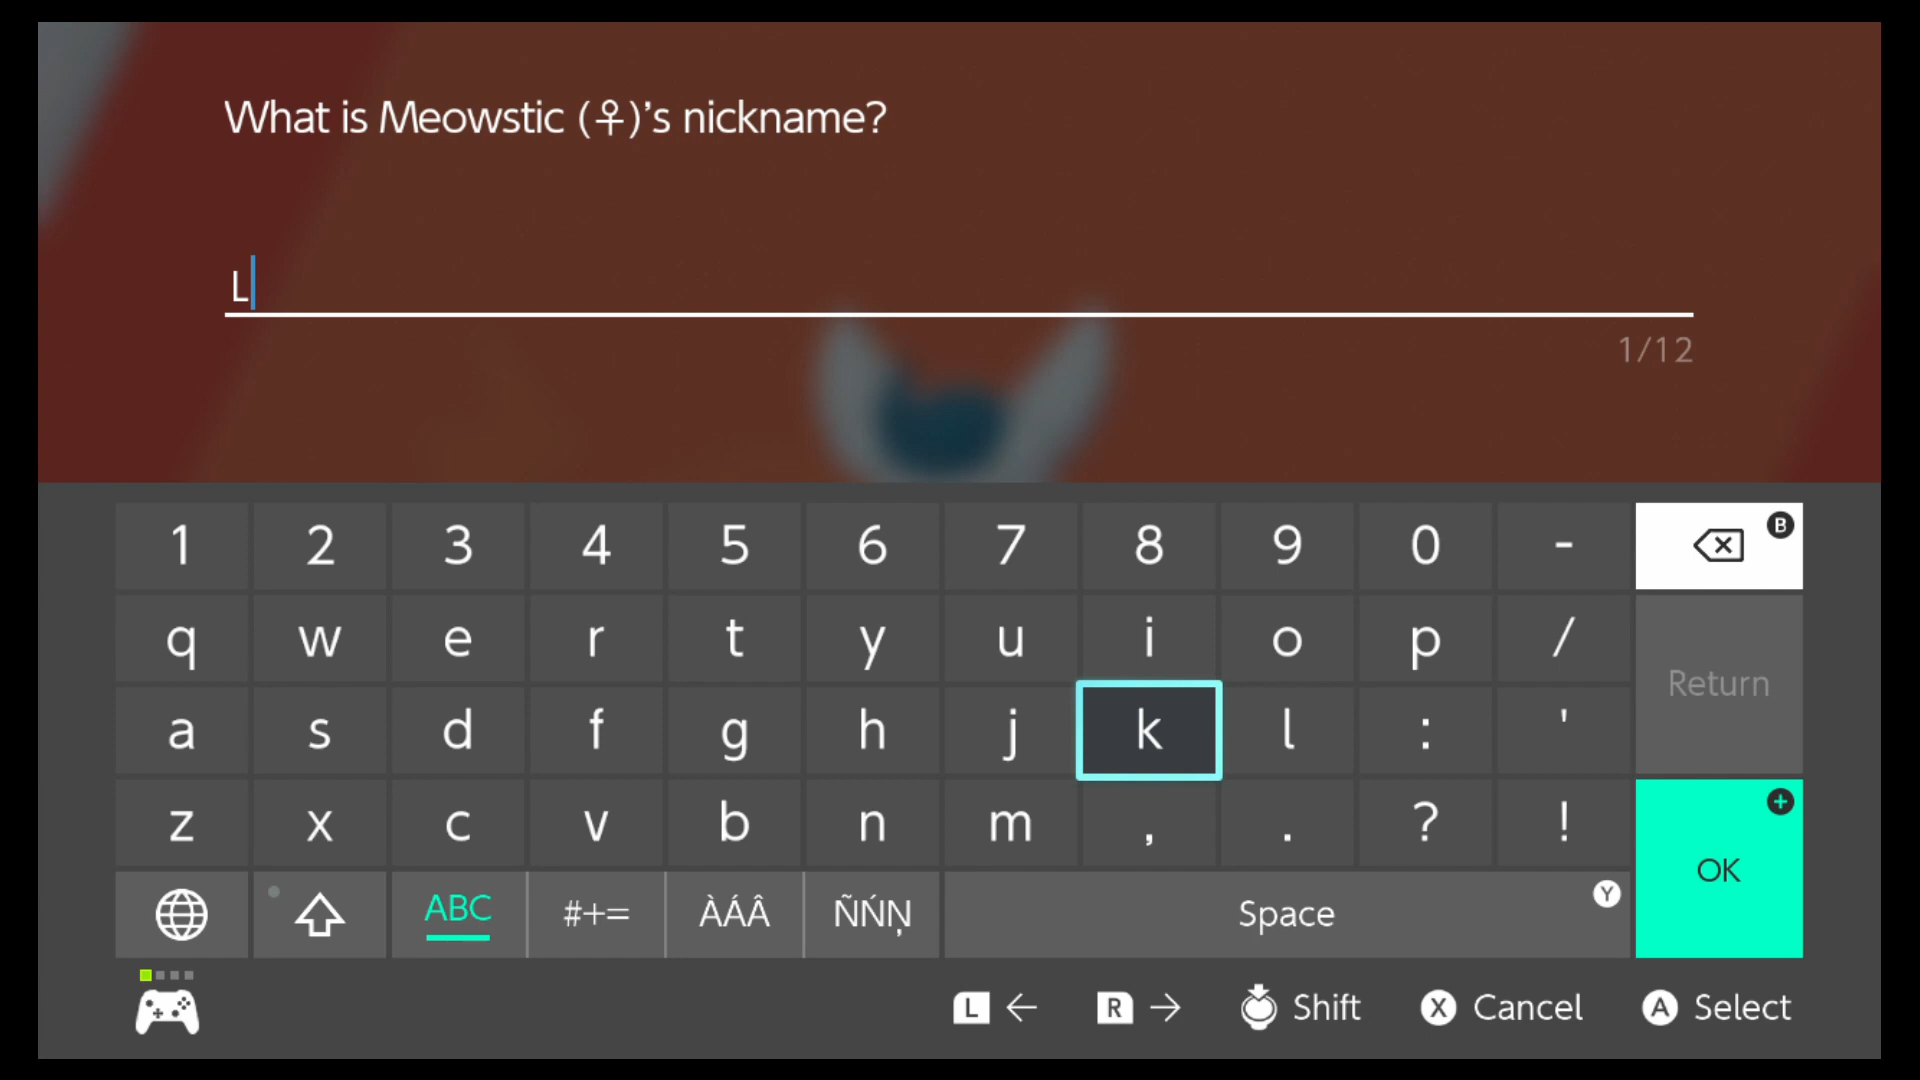 What is Meowstic (♀)'s nickname?
L
1/12
1 2 3 4 5 6 7 8 9 0 - B
q w e r t y u i o p /
Return
a s d f g h j k l : '
z x c v b n m , . ? ! +
OK
ABC #+= ÀÁÂ ÑŃŅ Space Y
L ← R → Shift X Cancel A Select